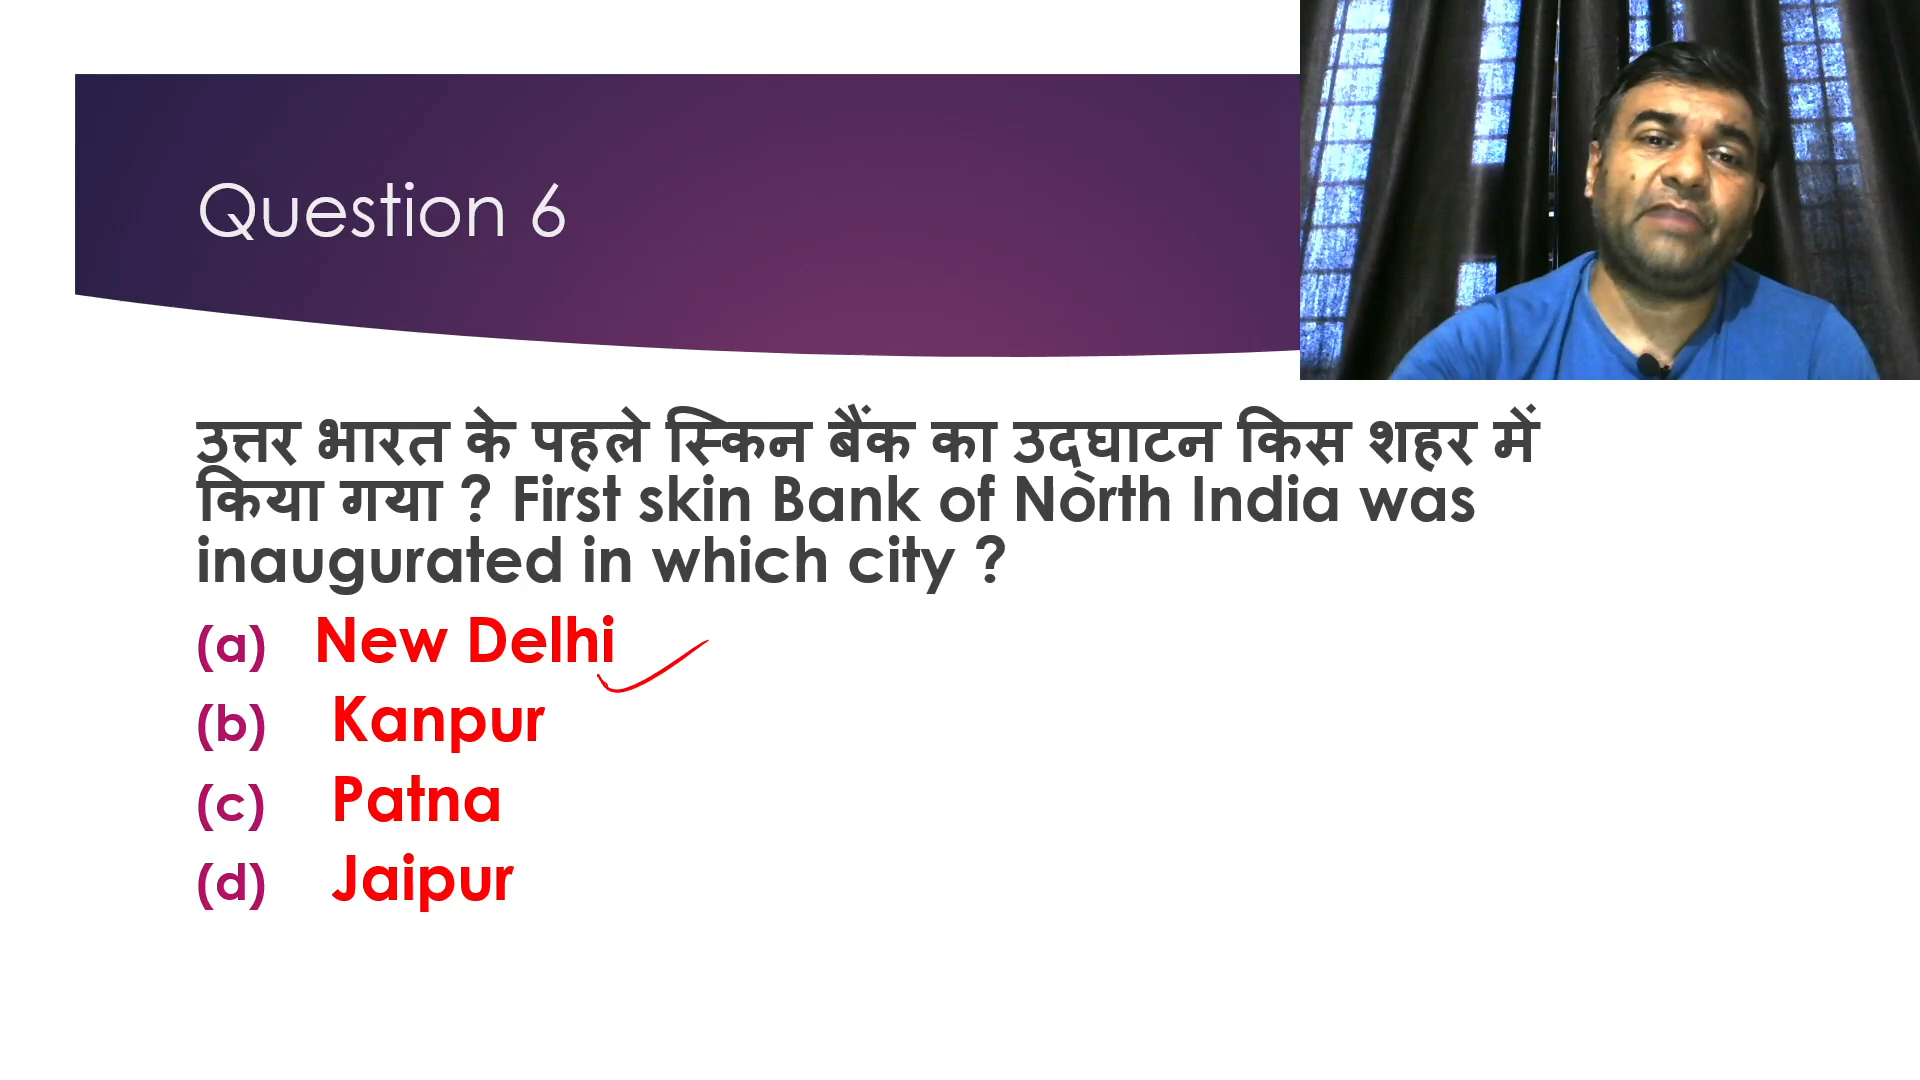 Question 6
उत्तर भारत के पहले स्किन बैंक का उद्घाटन किस शहर में
किया गया ? First skin Bank of North India was
inaugurated in which city ?
(a) New Delhi
(b) Kanpur
(c) Patna
(d) Jaipur